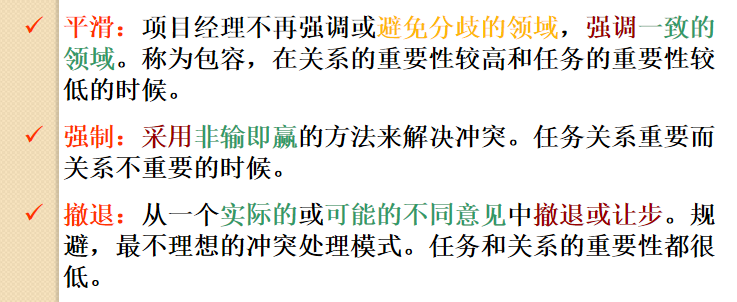 ✓ 平滑：项目经理不再强调或避免分歧的领域，强调一致的
领域。称为包容，在关系的重要性较高和任务的重要性较
低的时候。
✓ 强制：采用非输即赢的方法来解决冲突。任务关系重要而
关系不重要的时候。
✓ 撤退：从一个实际的或可能的不同意见中撤退或让步。规
避，最不理想的冲突处理模式。任务和关系的重要性都很
低。